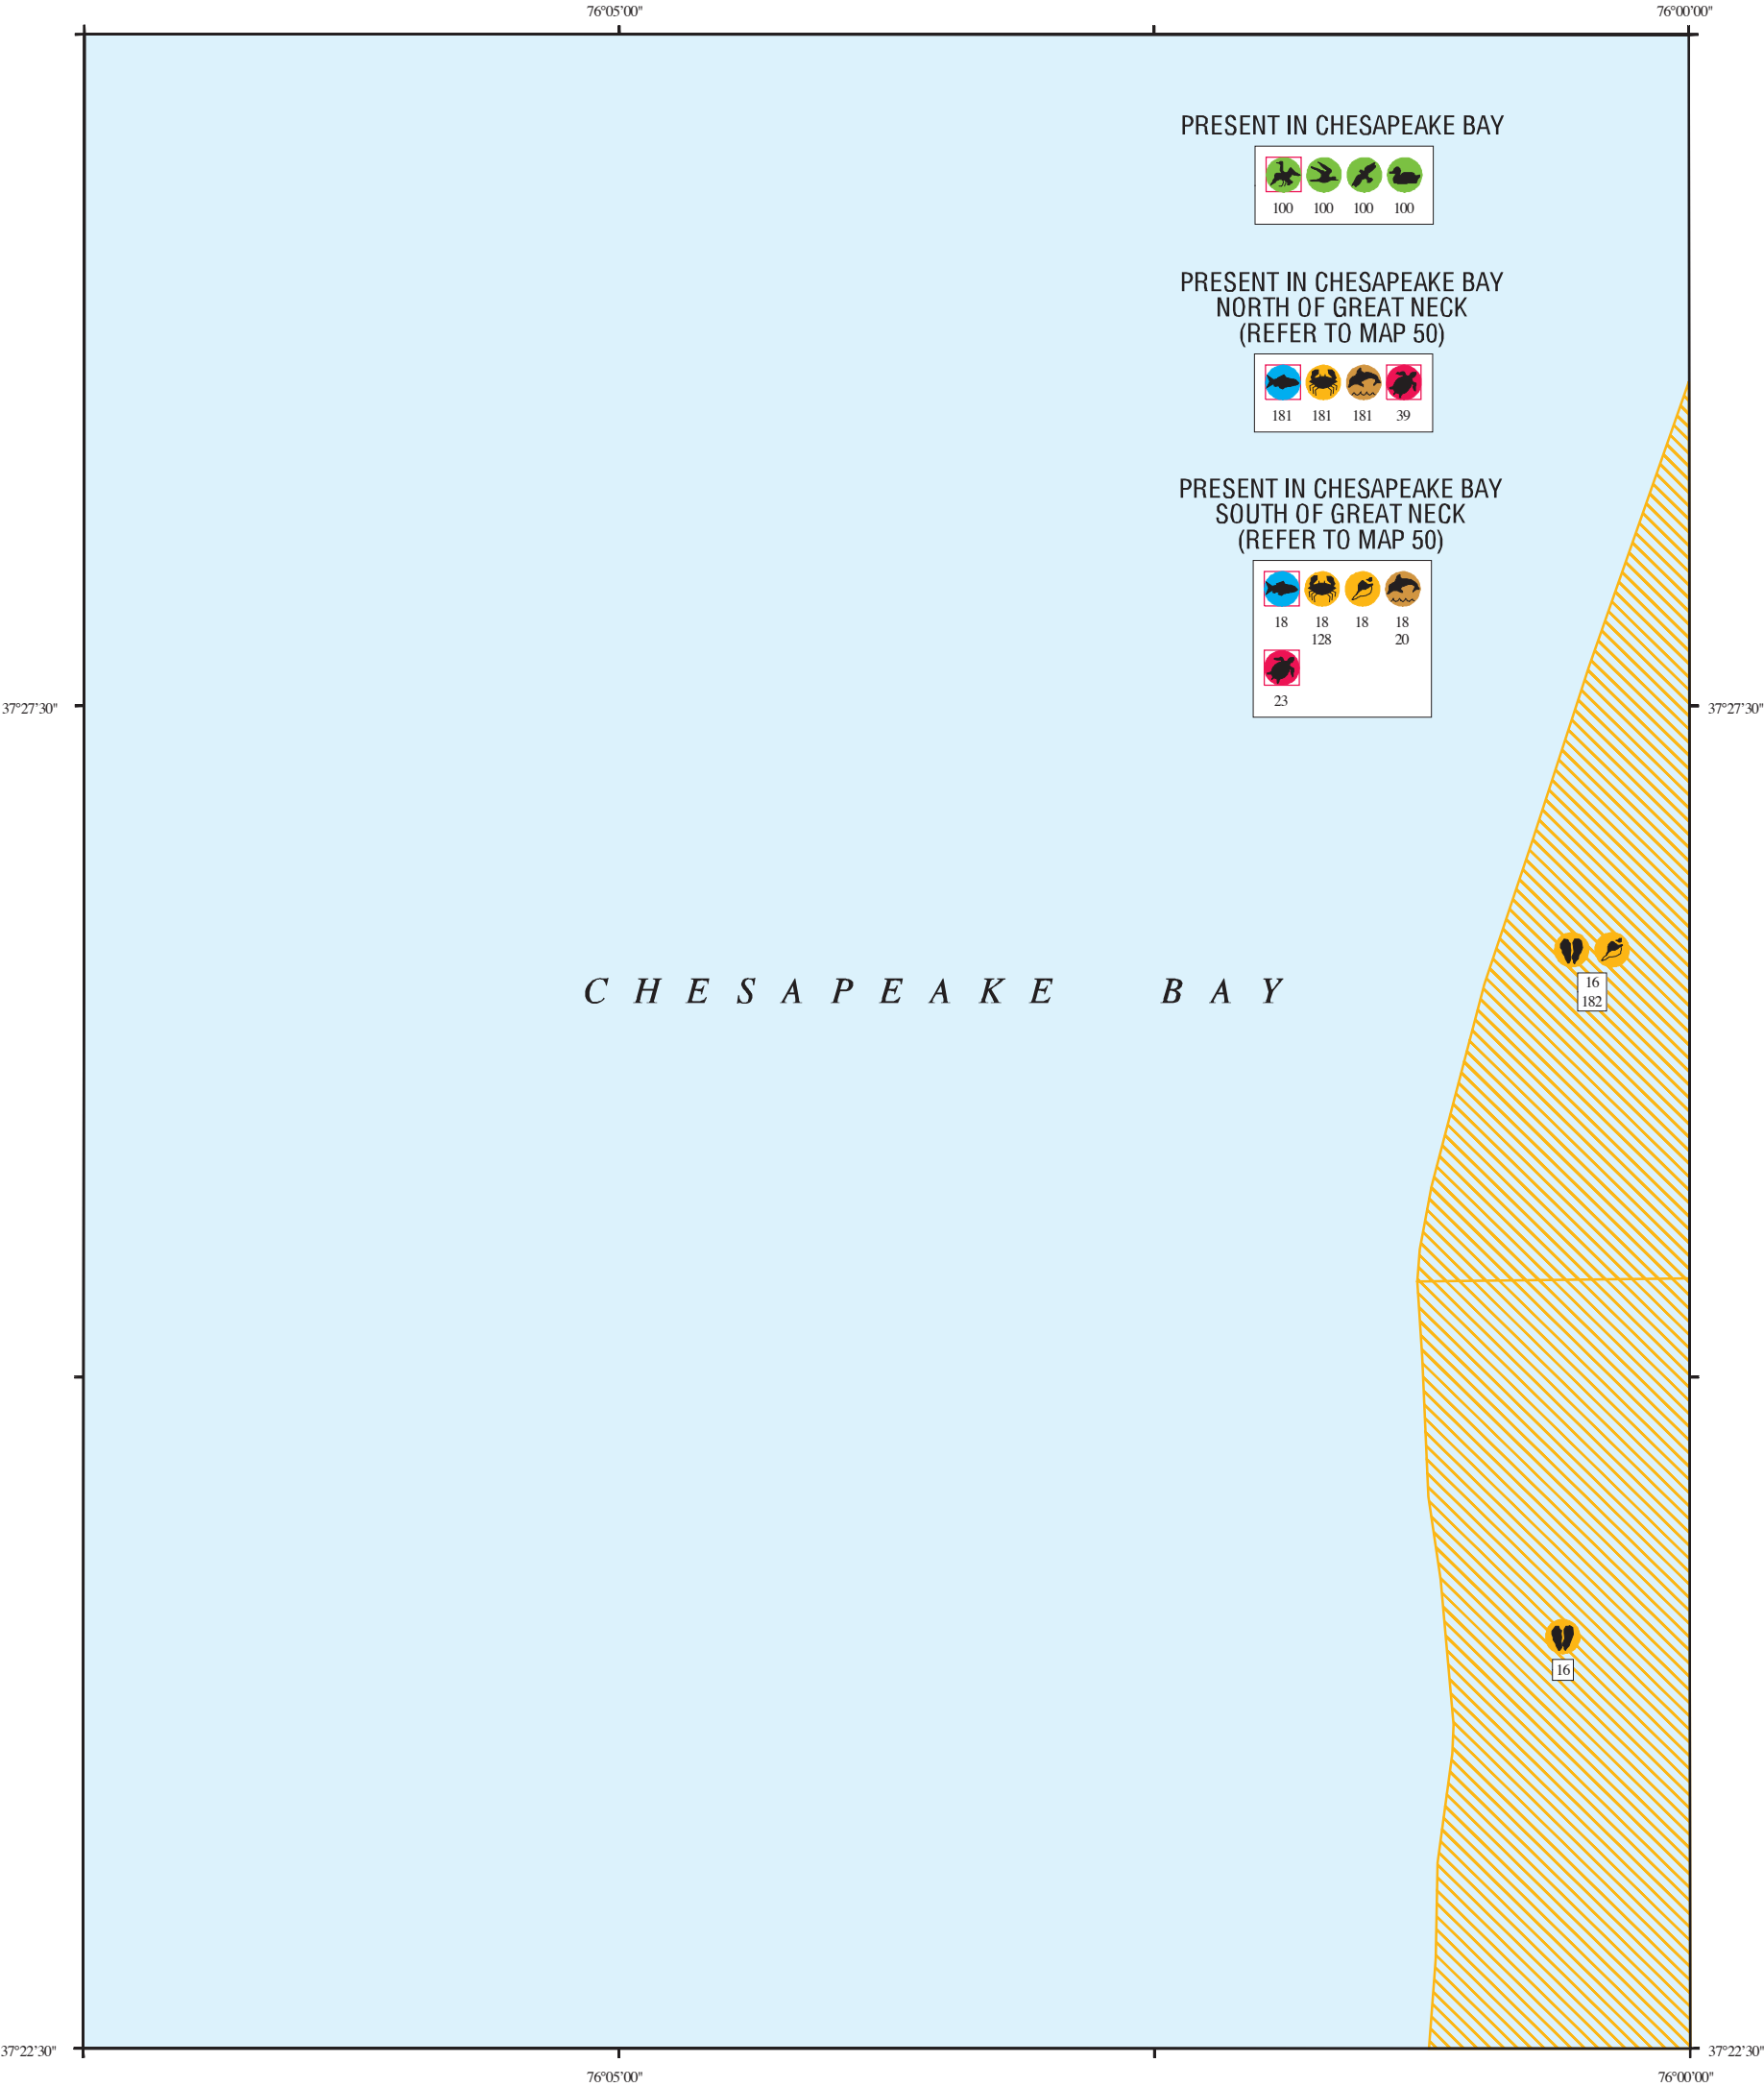 76°05'00" 76°00'00"
PRESENT IN CHESAPEAKE BAY
100 100 100 100
PRESENT IN CHESAPEAKE BAY
NORTH OF GREAT NECK
(REFER TO MAP 50)
181 181 181 39
PRESENT IN CHESAPEAKE BAY
SOUTH OF GREAT NECK
(REFER TO MAP 50)
18 18 18 18
128 20
23
37°27'30" 37°27'30"
CHESAPEAKE BAY
16
182
16
37°22'30" 37°22'30"
76°05'00" 76°00'00"